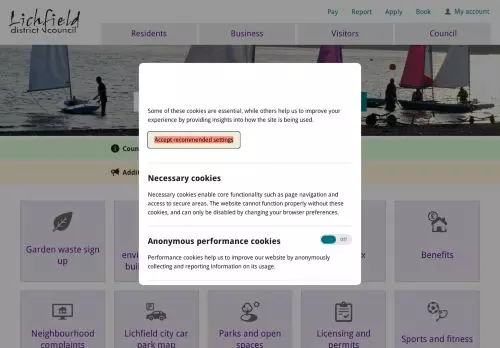 Lichfield
district council
Pay
Report
Apply
Book
My account
Residents
Business
Visitors
Council
Some of these cookies are essential, while others help us to improve your
experience by providing insights into how the site is being used.
Accept recommended settings
Necessary cookies
Necessary cookies enable core functionality such as page navigation and
access to secure areas. The website cannot function properly without these
cookies, and can only be disabled by changing your browser preferences.
Anonymous performance cookies
Off
Performance cookies help us to improve our website by anonymously
collecting and reporting information on its usage.
Coun
Additi
Garden waste sign
up
envi
buil
x
Benefits
Neighbourhood
complaints
Lichfield city car
park map
Parks and open
spaces
Licensing and
permits
Sports and fitness